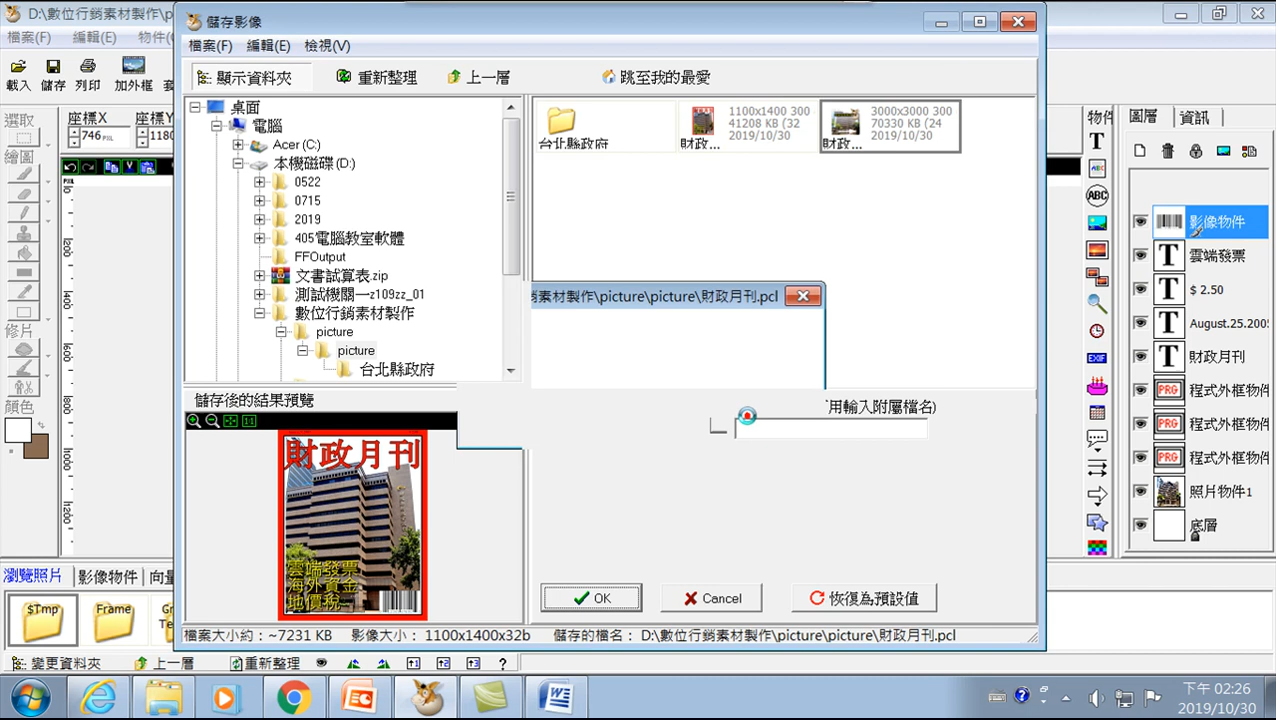 D:\數位行銷素材製作\p
儲存影像
檔案(F) 編輯(E) 物件(
檔案(F) 編輯(E) 檢視(V)
載入 儲存 列印 加外框
顯示資料夾 重新整理 上一層 跳至我的最愛
座標X 座標Y
746 PXL 1180
選取
繪圖
修片
顏色
桌面
電腦
Acer (C:)
本機磁碟 (D:)
0522
0715
2019
405電腦教室軟體
FFOutput
文書試算表.zip
測試機關一z109zz_01
數位行銷素材製作
picture
picture
台北縣政府
台北縣政府
財政...
1100x1400 300
41208 KB (32
2019/10/30
財政...
3000x3000 300
70330 KB (24
2019/10/30
素材製作\picture\picture\財政月刊.pcl
用輸入附屬檔名)
儲存後的結果預覽
財政月刊
雲端發票
海外資金
地價稅
OK Cancel 恢復為預設值
檔案大小約：~7231 KB 影像大小： 1100x1400x32b 儲存的檔名： D:\數位行銷素材製作\picture\picture\財政月刊.pcl
物件
圖層 資訊
影像物件
雲端發票
$ 2.50
August.25.200
財政月刊
PRG 程式外框物件
PRG 程式外框物件
PRG 程式外框物件
照片物件1
底層
T
ABC
ABC
EXIF
瀏覽照片 影像物件 向
$Tmp Frame
變更資料夾 上一層 重新整理
下午 02:26
2019/10/30